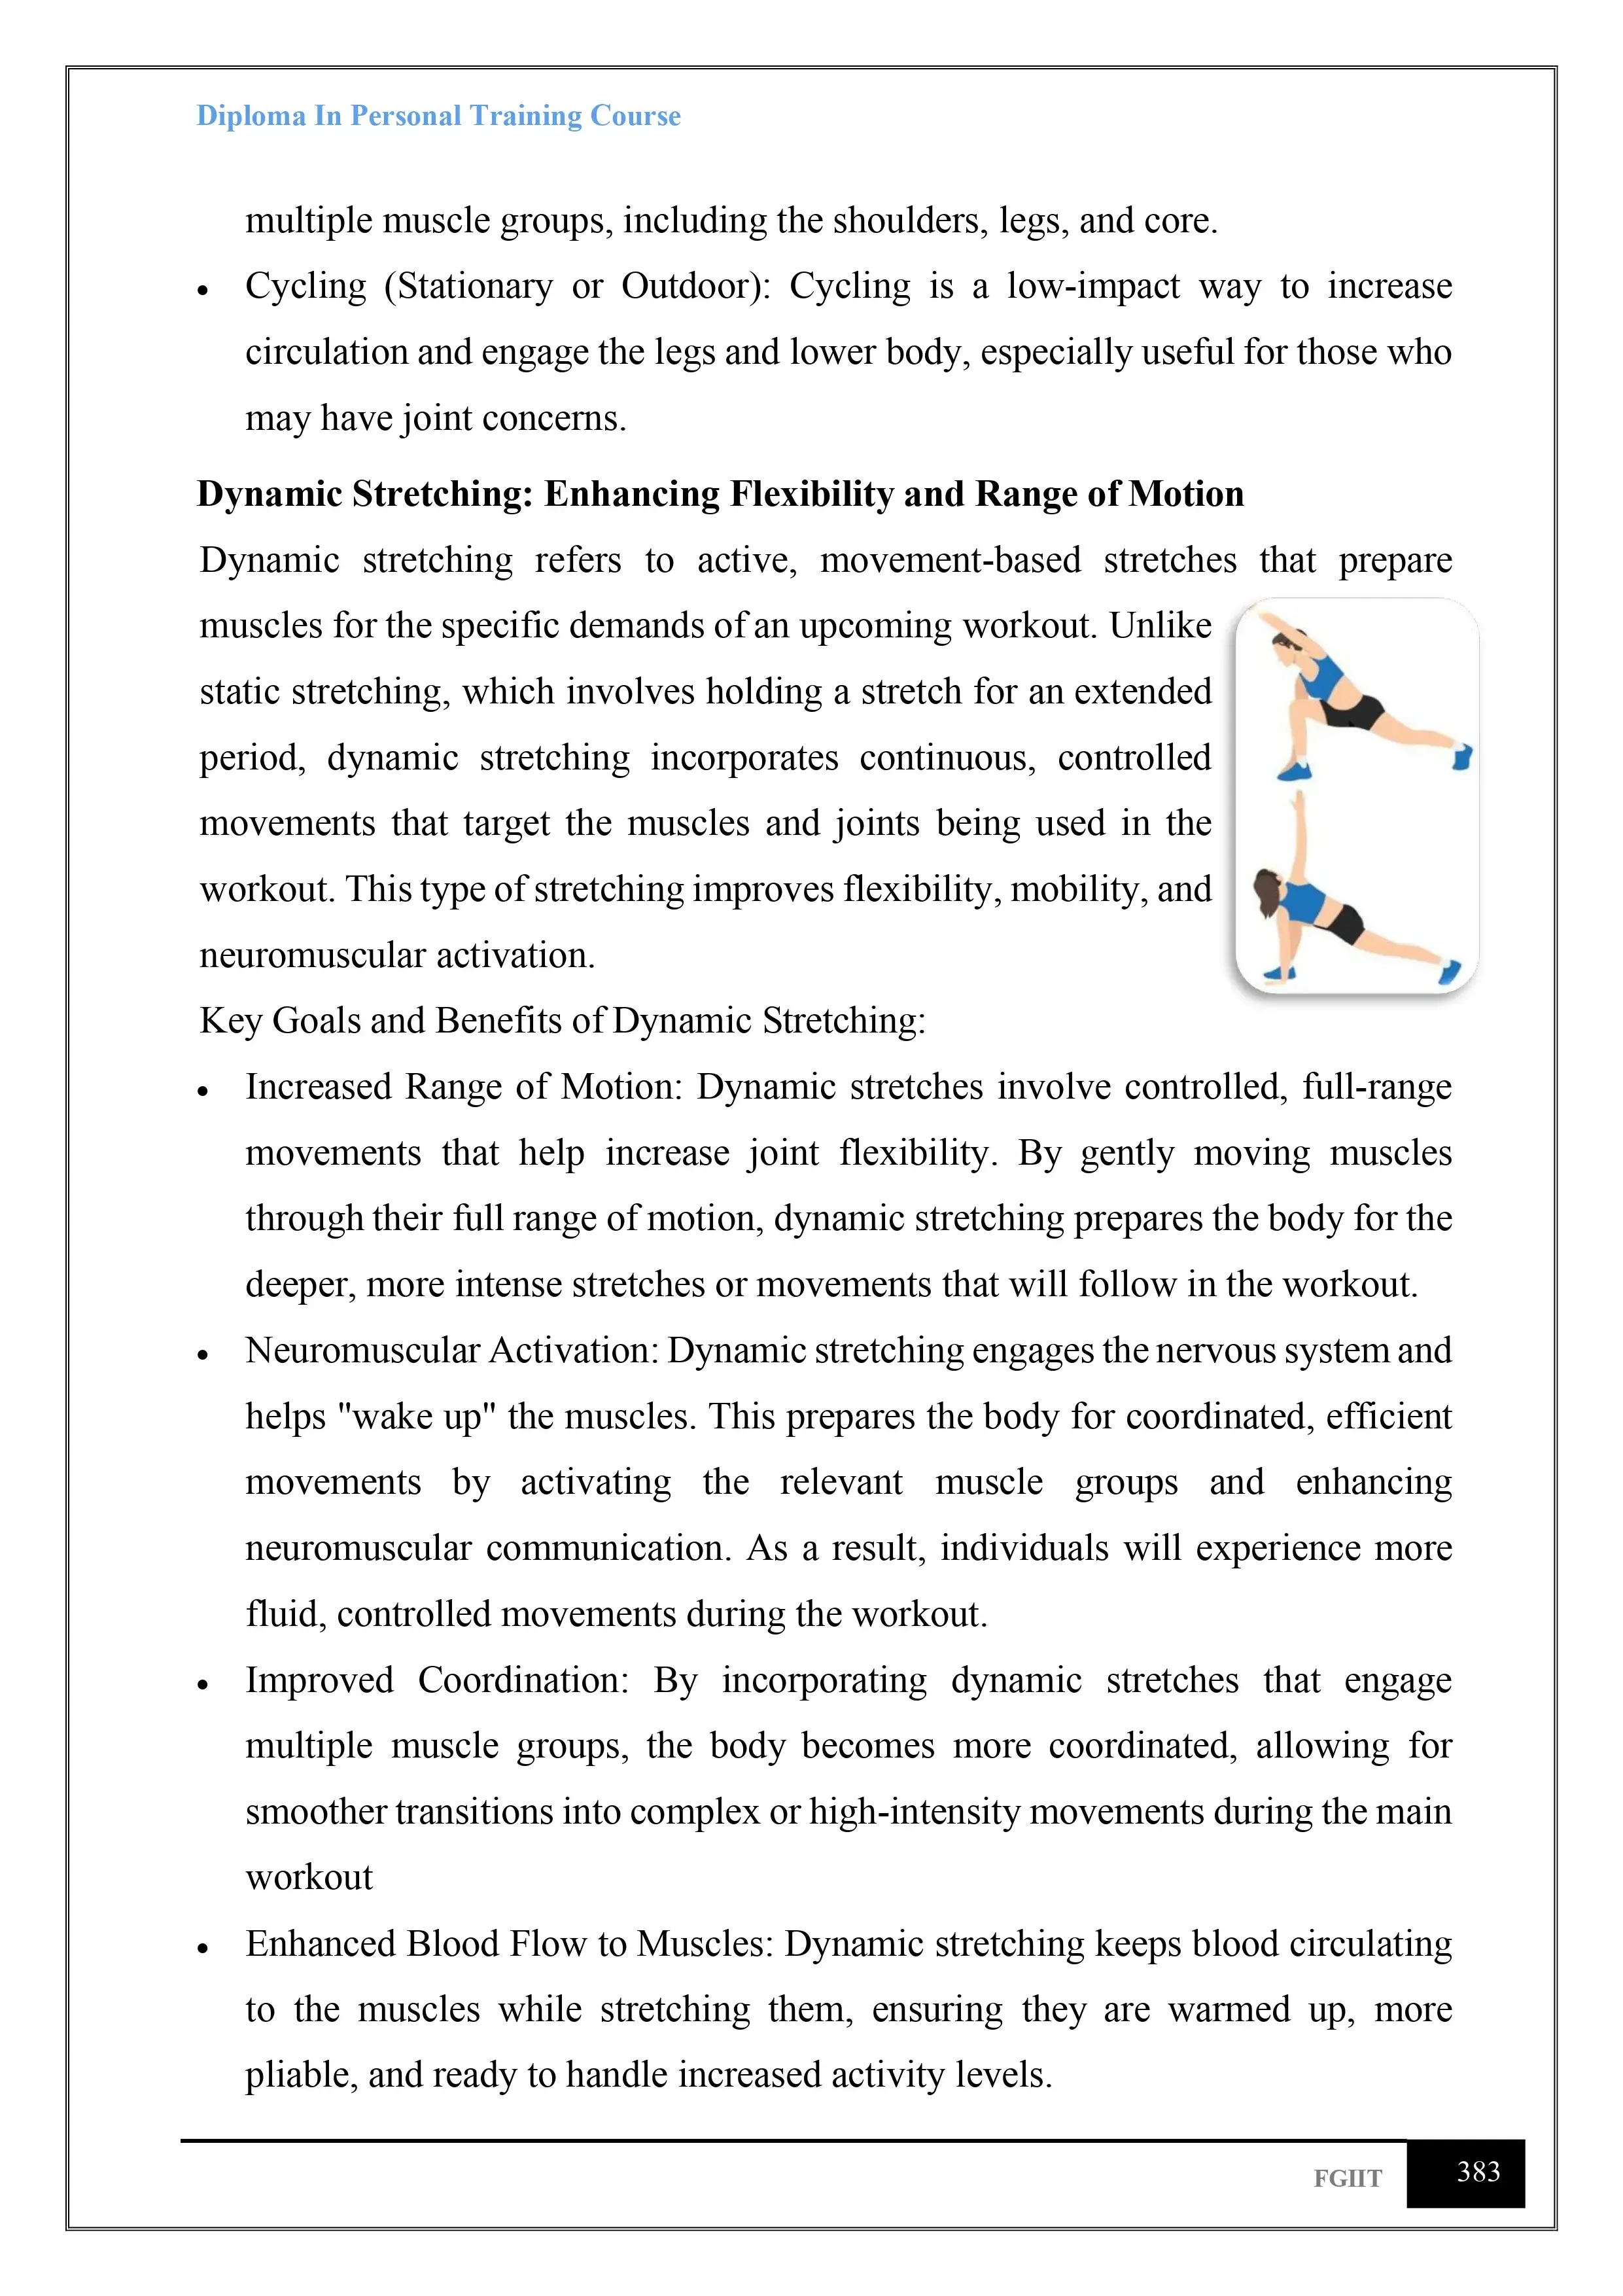 Diploma In Personal Training Course
multiple muscle groups, including the shoulders, legs, and core.
• Cycling (Stationary or Outdoor): Cycling is a low-impact way to increase
circulation and engage the legs and lower body, especially useful for those who
may have joint concerns.
Dynamic Stretching: Enhancing Flexibility and Range of Motion
Dynamic stretching refers to active, movement-based stretches that prepare
muscles for the specific demands of an upcoming workout. Unlike
static stretching, which involves holding a stretch for an extended
period, dynamic stretching incorporates continuous, controlled
movements that target the muscles and joints being used in the
workout. This type of stretching improves flexibility, mobility, and
neuromuscular activation.
Key Goals and Benefits of Dynamic Stretching:
• Increased Range of Motion: Dynamic stretches involve controlled, full-range
movements that help increase joint flexibility. By gently moving muscles
through their full range of motion, dynamic stretching prepares the body for the
deeper, more intense stretches or movements that will follow in the workout.
• Neuromuscular Activation: Dynamic stretching engages the nervous system and
helps "wake up" the muscles. This prepares the body for coordinated, efficient
movements by activating the relevant muscle groups and enhancing
neuromuscular communication. As a result, individuals will experience more
fluid, controlled movements during the workout.
• Improved Coordination: By incorporating dynamic stretches that engage
multiple muscle groups, the body becomes more coordinated, allowing for
smoother transitions into complex or high-intensity movements during the main
workout
• Enhanced Blood Flow to Muscles: Dynamic stretching keeps blood circulating
to the muscles while stretching them, ensuring they are warmed up, more
pliable, and ready to handle increased activity levels.
FGIIT 383